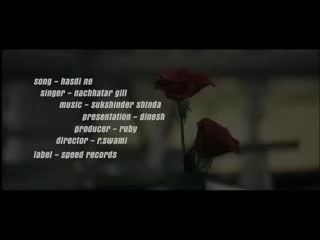 song – hasdi ne
singer – nachhatar gill
music – sukshinder shinda
presentation – dinesh
producer – ruby
director – r.swami
label – speed records